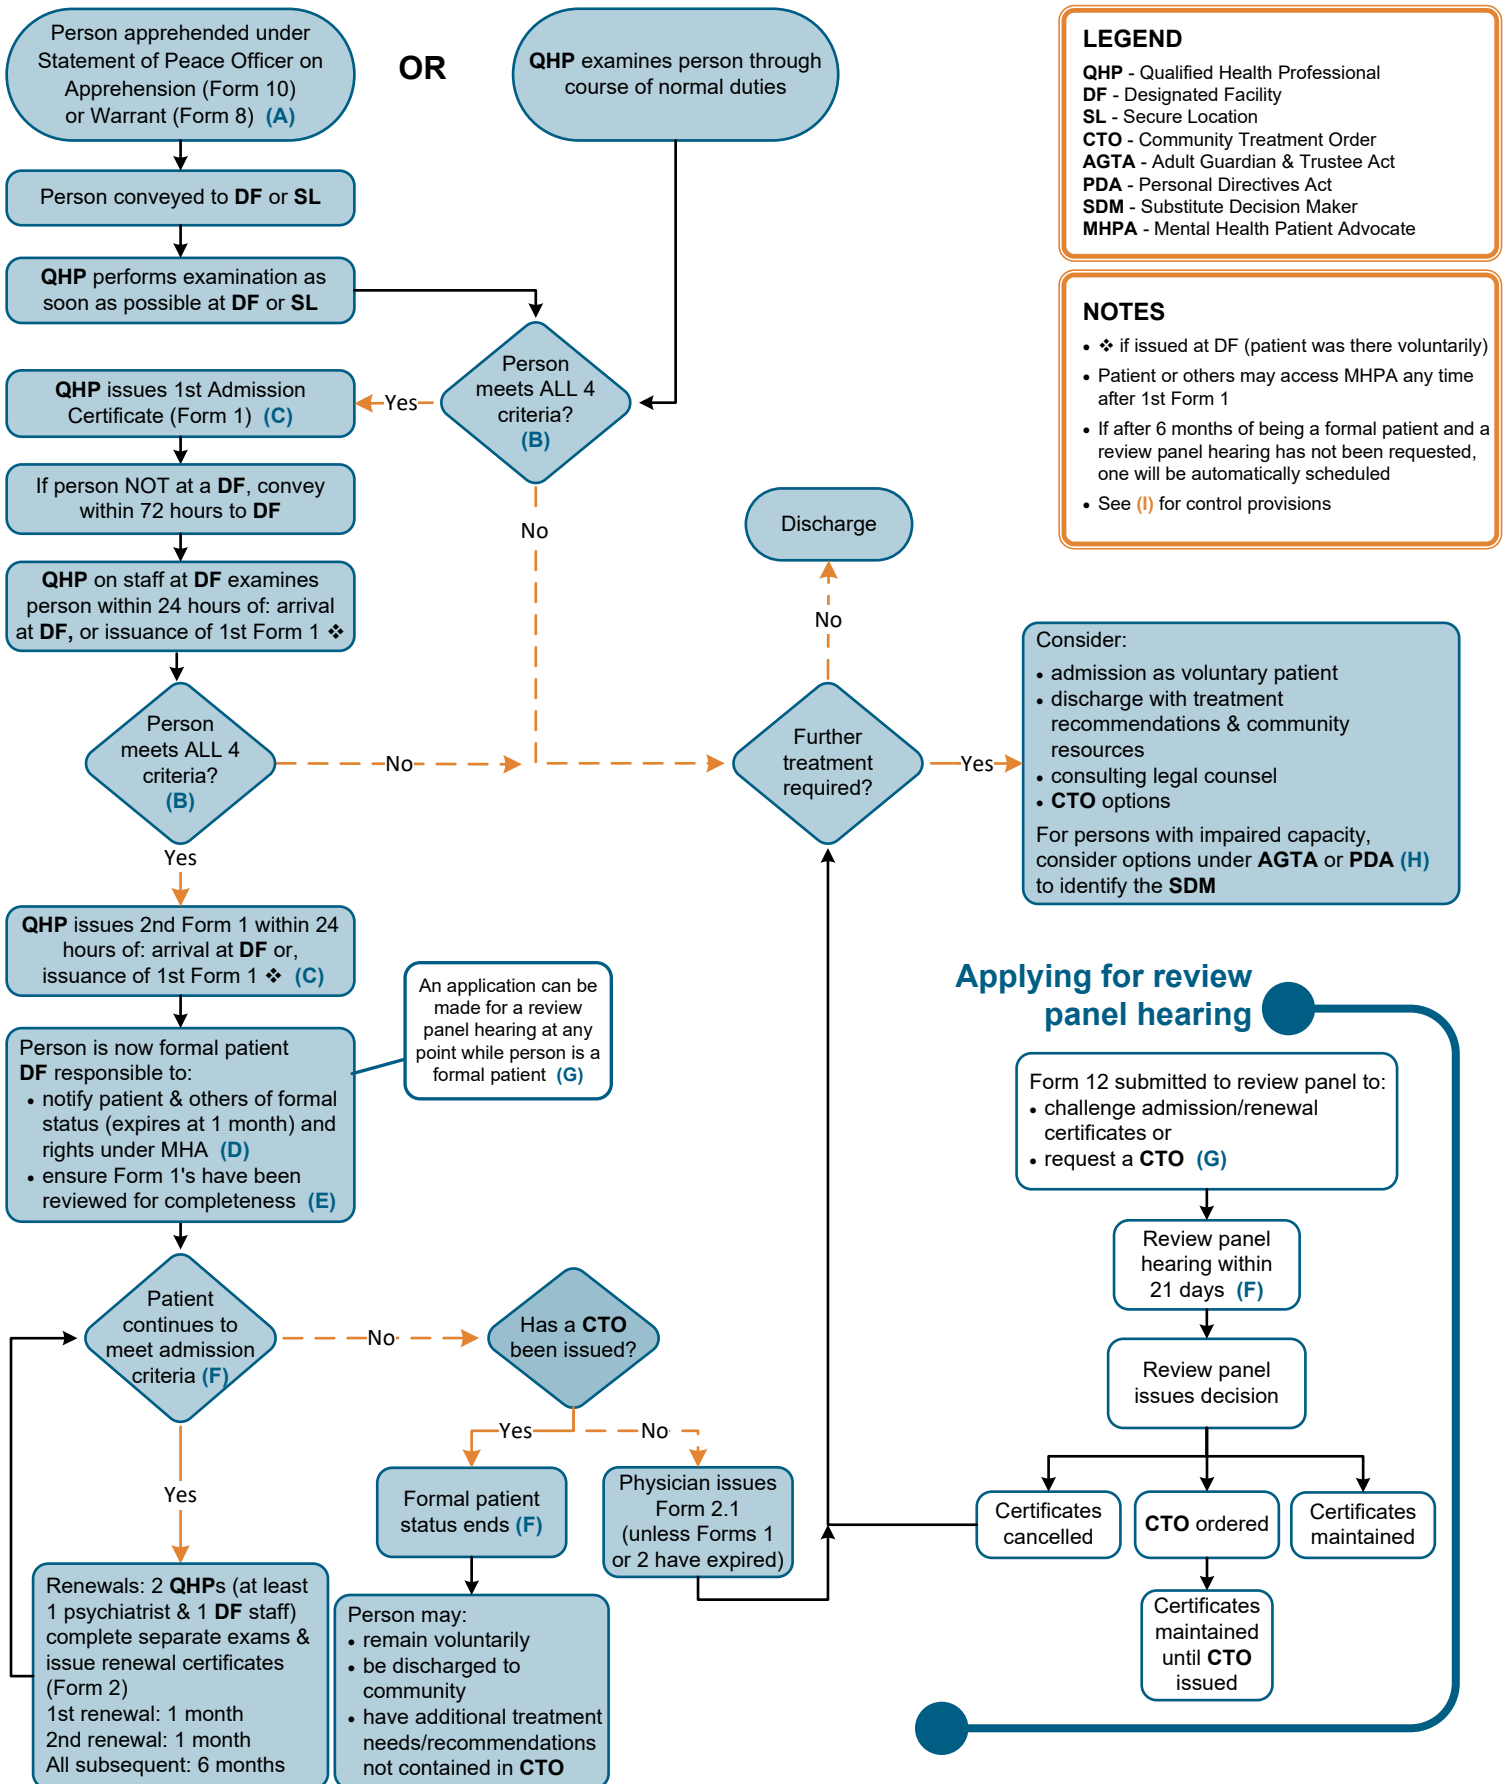 Person apprehended under
Statement of Peace Officer on
Apprehension (Form 10)
or Warrant (Form 8) (A)
OR
QHP examines person through
course of normal duties
Person conveyed to DF or SL
QHP performs examination as
soon as possible at DF or SL
Person
meets ALL 4
criteria?
(B)
Yes
No
QHP issues 1st Admission
Certificate (Form 1) (C)
If person NOT at a DF, convey
within 72 hours to DF
QHP on staff at DF examines
person within 24 hours of: arrival
at DF, or issuance of 1st Form 1 ❖
Person
meets ALL 4
criteria?
(B)
No
Yes
QHP issues 2nd Form 1 within 24
hours of: arrival at DF or,
issuance of 1st Form 1 ❖ (C)
Person is now formal patient
DF responsible to:
• notify patient & others of formal
status (expires at 1 month) and
rights under MHA (D)
• ensure Form 1's have been
reviewed for completeness (E)
An application can be
made for a review
panel hearing at any
point while person is a
formal patient (G)
Patient
continues to
meet admission
criteria (F)
No
Yes
Renewals: 2 QHPs (at least
1 psychiatrist & 1 DF staff)
complete separate exams &
issue renewal certificates
(Form 2)
1st renewal: 1 month
2nd renewal: 1 month
All subsequent: 6 months
Has a CTO
been issued?
Yes
No
Formal patient
status ends (F)
Person may:
• remain voluntarily
• be discharged to
community
• have additional treatment
needs/recommendations
not contained in CTO
Physician issues
Form 2.1
(unless Forms 1
or 2 have expired)
Further
treatment
required?
No
Discharge
Yes
Consider:
• admission as voluntary patient
• discharge with treatment
recommendations & community
resources
• consulting legal counsel
• CTO options
For persons with impaired capacity,
consider options under AGTA or PDA (H)
to identify the SDM
LEGEND
QHP - Qualified Health Professional
DF - Designated Facility
SL - Secure Location
CTO - Community Treatment Order
AGTA - Adult Guardian & Trustee Act
PDA - Personal Directives Act
SDM - Substitute Decision Maker
MHPA - Mental Health Patient Advocate
NOTES
• ❖ if issued at DF (patient was there voluntarily)
• Patient or others may access MHPA any time
after 1st Form 1
• If after 6 months of being a formal patient and a
review panel hearing has not been requested,
one will be automatically scheduled
• See (I) for control provisions
Applying for review
panel hearing
Form 12 submitted to review panel to:
• challenge admission/renewal
certificates or
• request a CTO (G)
Review panel
hearing within
21 days (F)
Review panel
issues decision
Certificates
cancelled
CTO ordered
Certificates
maintained
Certificates
maintained
until CTO
issued